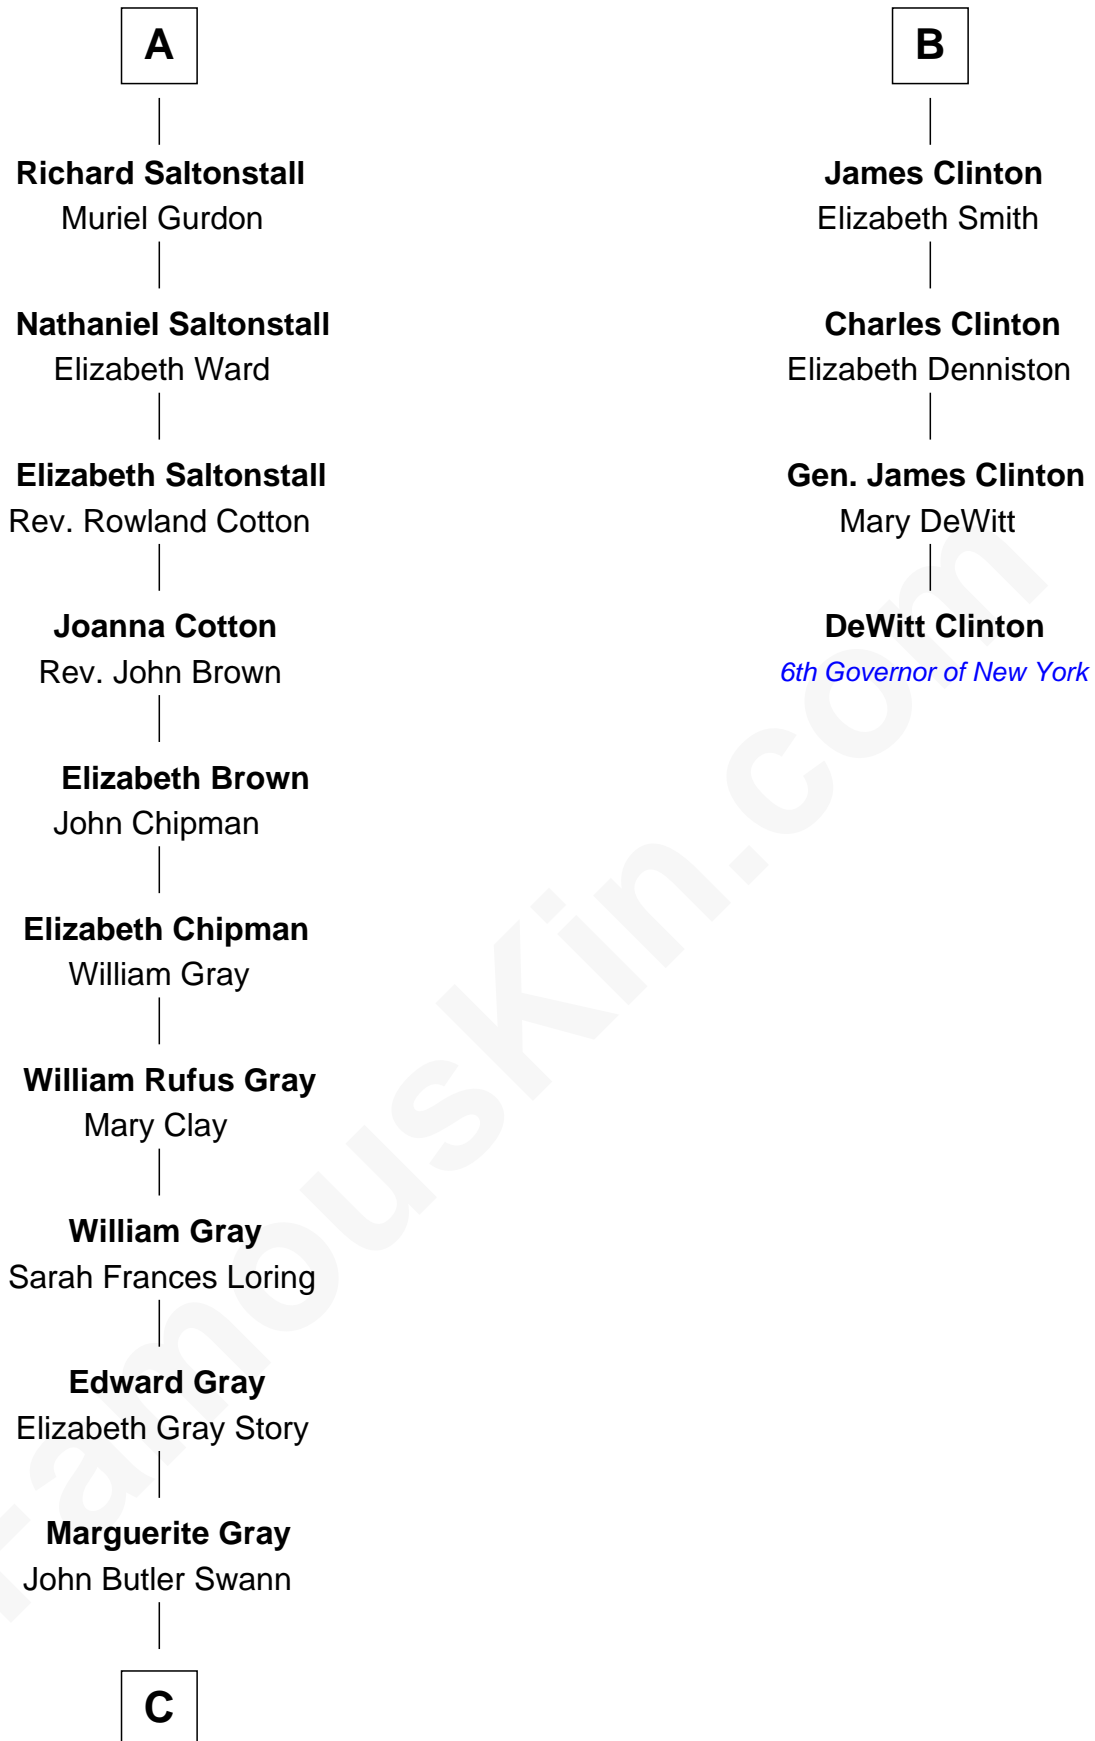 A
Richard Saltonstall
Muriel Gurdon
Nathaniel Saltonstall
Elizabeth Ward
Elizabeth Saltonstall
Rev. Rowland Cotton
Joanna Cotton
Rev. John Brown
Elizabeth Brown
John Chipman
Elizabeth Chipman
William Gray
William Rufus Gray
Mary Clay
William Gray
Sarah Frances Loring
Edward Gray
Elizabeth Gray Story
Marguerite Gray
John Butler Swann
C
B
James Clinton
Elizabeth Smith
Charles Clinton
Elizabeth Denniston
Gen. James Clinton
Mary DeWitt
DeWitt Clinton
6th Governor of New York
FamousKin.com